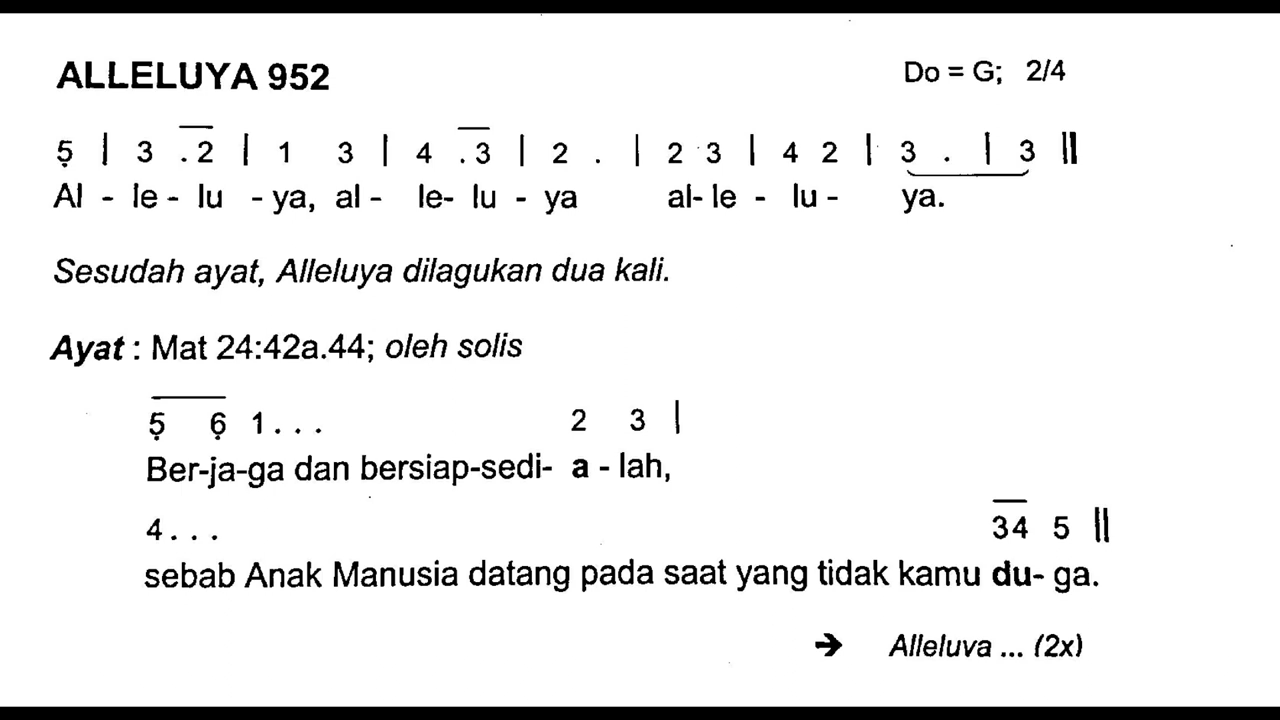 ALLELUYA 952 Do = G; 2/4
5̣ | 3 .2 | 1 3 | 4 .3 | 2 . | 2 3 | 4 2 | 3 . | 3 ||
Al - le - lu - ya, al - le- lu - ya al- le - lu - ya.
Sesudah ayat, Alleluya dilagukan dua kali.
Ayat : Mat 24:42a.44; oleh solis
5̣ 6̣ 1 . . . 2 3 |
Ber-ja-ga dan bersiap-sedi- a - lah,
4 . . . 34 5 ||
sebab Anak Manusia datang pada saat yang tidak kamu du- ga.
➔ Alleluva ... (2x)